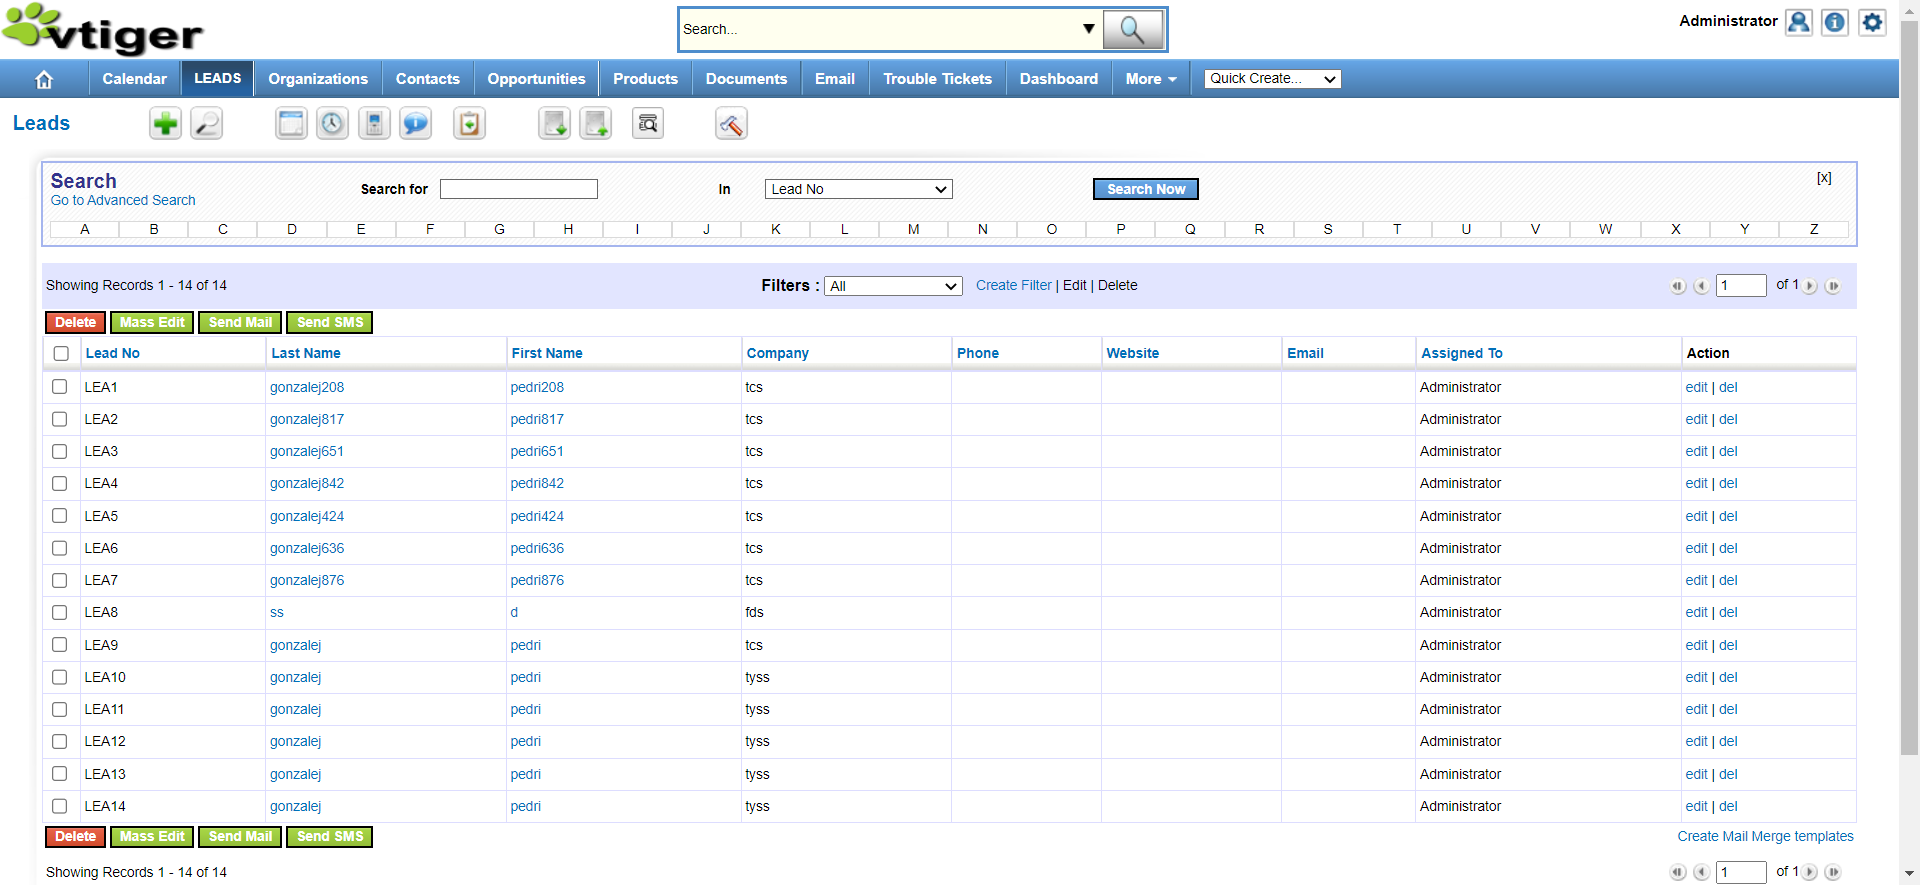 vtiger
Search...
Administrator
Calendar LEADS Organizations Contacts Opportunities Products Documents Email Trouble Tickets Dashboard More Quick Create...
Leads
Search
Go to Advanced Search
Search for In Lead No Search Now [x]
A B C D E F G H I J K L M N O P Q R S T U V W X Y Z
Showing Records 1 - 14 of 14 Filters : All Create Filter | Edit | Delete 1 of 1
Delete Mass Edit Send Mail Send SMS
Lead No Last Name First Name Company Phone Website Email Assigned To Action
LEA1 gonzalej208 pedri208 tcs Administrator edit | del
LEA2 gonzalej817 pedri817 tcs Administrator edit | del
LEA3 gonzalej651 pedri651 tcs Administrator edit | del
LEA4 gonzalej842 pedri842 tcs Administrator edit | del
LEA5 gonzalej424 pedri424 tcs Administrator edit | del
LEA6 gonzalej636 pedri636 tcs Administrator edit | del
LEA7 gonzalej876 pedri876 tcs Administrator edit | del
LEA8 ss d fds Administrator edit | del
LEA9 gonzalej pedri tcs Administrator edit | del
LEA10 gonzalej pedri tyss Administrator edit | del
LEA11 gonzalej pedri tyss Administrator edit | del
LEA12 gonzalej pedri tyss Administrator edit | del
LEA13 gonzalej pedri tyss Administrator edit | del
LEA14 gonzalej pedri tyss Administrator edit | del
Delete Mass Edit Send Mail Send SMS Create Mail Merge templates
Showing Records 1 - 14 of 14 1 of 1